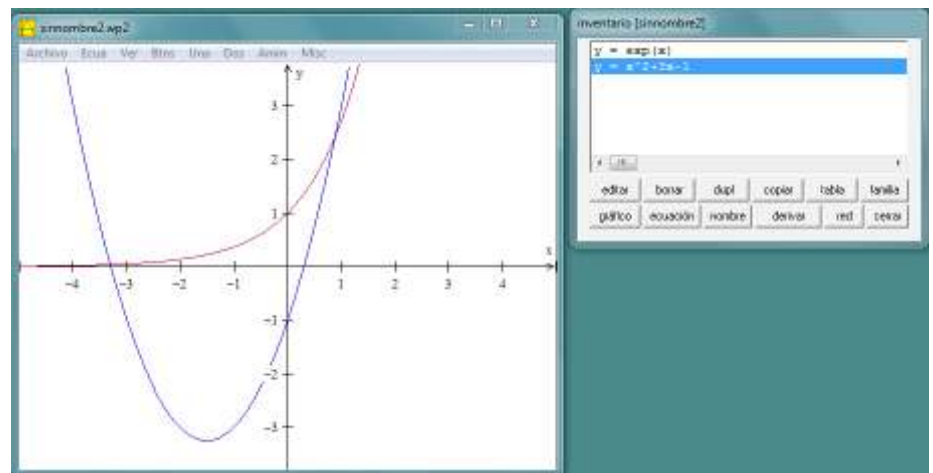 sinnombre2.wp2
Archivo Ecua Ver Btns Una Dos Anim Misc
y
3
2
1
x
-4 -3 -2 -1 1 2 3 4
-1
-2
-3
inventario [sinnombre2]
y = exp(x)
y = x^2+3x-1
editar borrar dupl copiar tabla familia
gráfico ecuación nombre derivar red cerrar